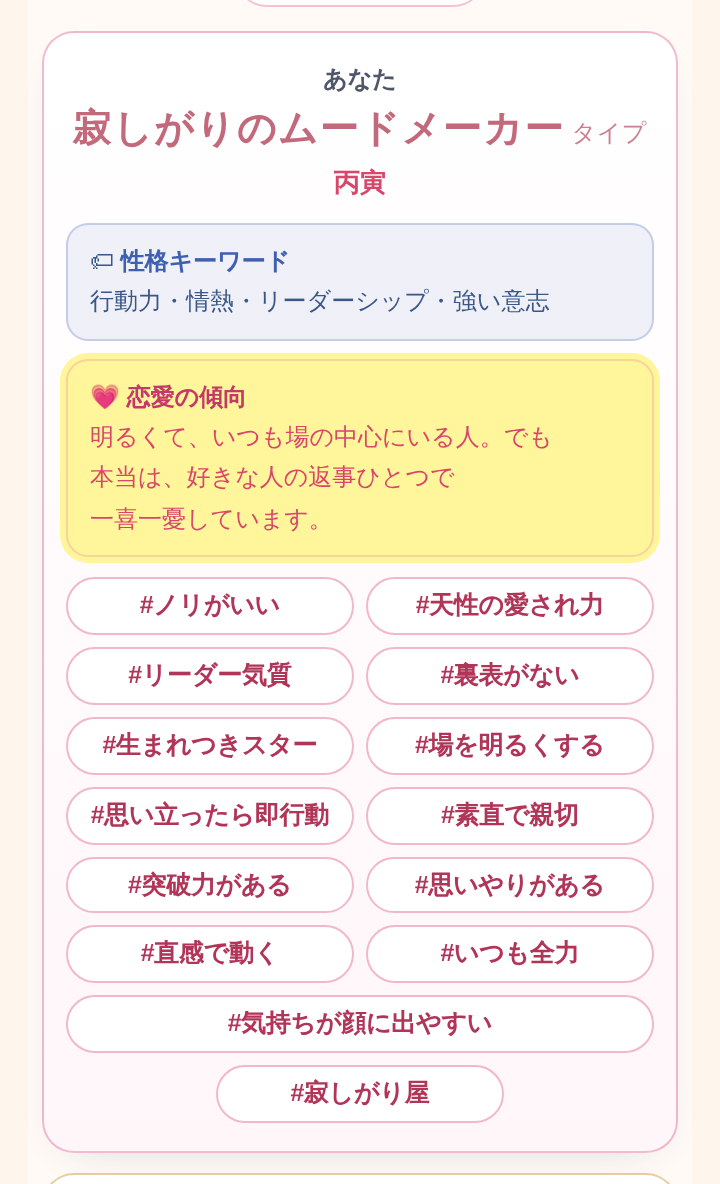 あなた
寂しがりのムードメーカー タイプ
丙寅
🏷 性格キーワード
行動力・情熱・リーダーシップ・強い意志
💗 恋愛の傾向
明るくて、いつも場の中心にいる人。でも
本当は、好きな人の返事ひとつで
一喜一憂しています。
#ノリがいい
#天性の愛され力
#リーダー気質
#裏表がない
#生まれつきスター
#場を明るくする
#思い立ったら即行動
#素直で親切
#突破力がある
#思いやりがある
#直感で動く
#いつも全力
#気持ちが顔に出やすい
#寂しがり屋